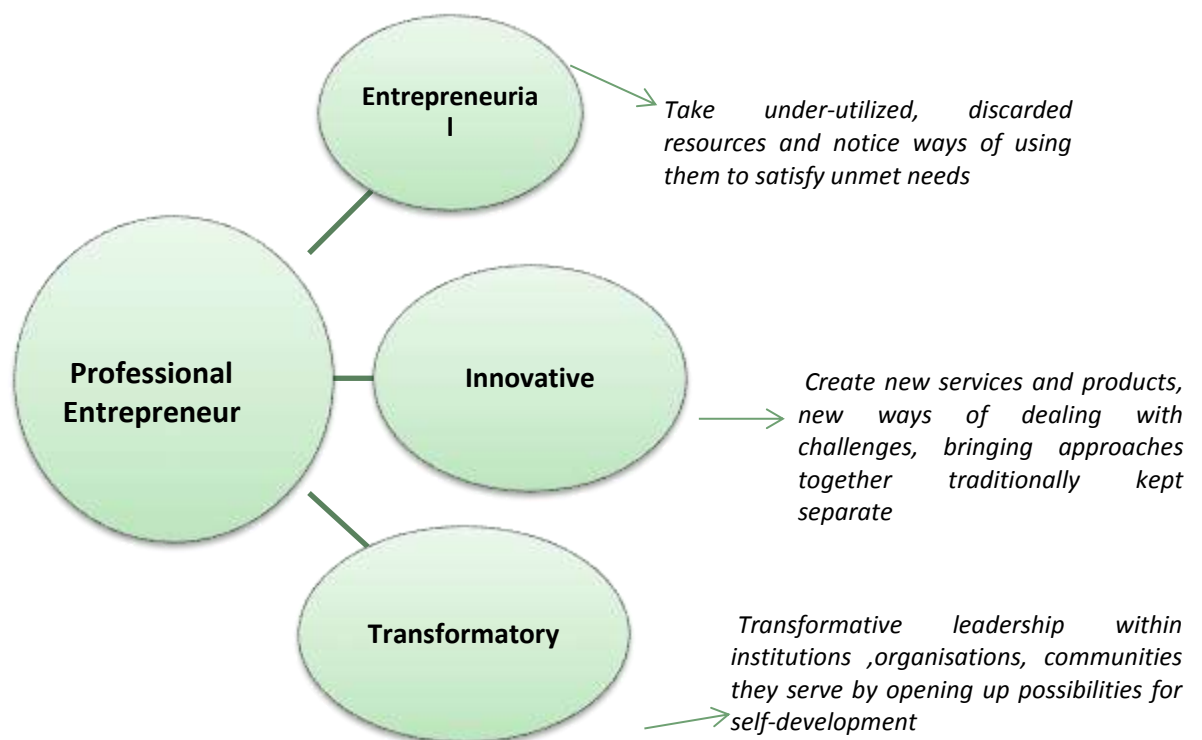 Entrepreneuria
l
Take under-utilized, discarded
resources and notice ways of using
them to satisfy unmet needs
Professional
Entrepreneur
Innovative
Create new services and products,
new ways of dealing with
challenges, bringing approaches
together traditionally kept
separate
Transformatory
Transformative leadership within
institutions ,organisations, communities
they serve by opening up possibilities for
self-development